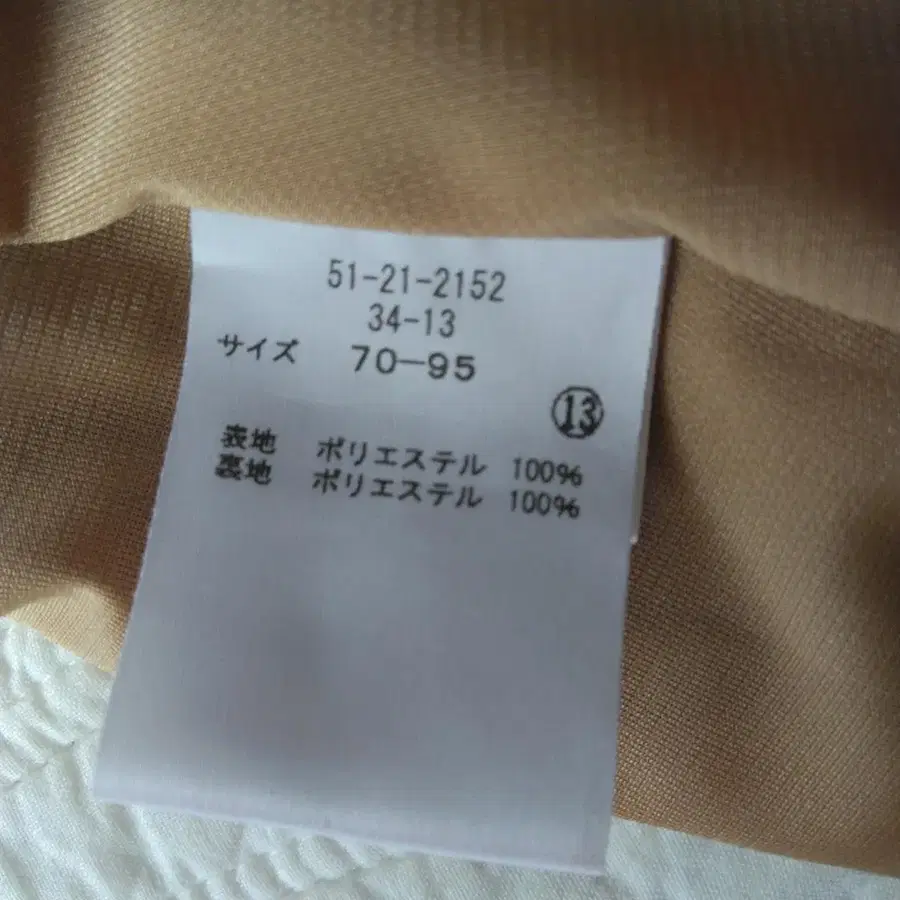 51-21-2152
34-13
サイズ 70-95
⑬
表地 ポリエステル 100%
裏地 ポリエステル 100%